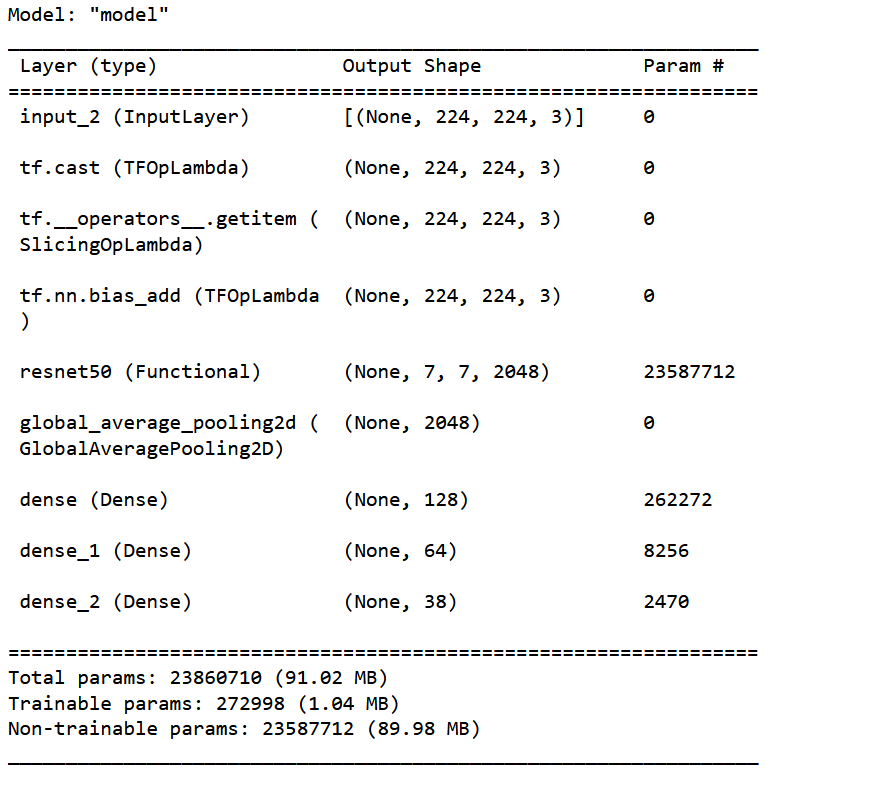 Model: "model"
_________________________________________________________________
Layer (type) Output Shape Param #
=================================================================
input_2 (InputLayer) [(None, 224, 224, 3)] 0
tf.cast (TFOpLambda) (None, 224, 224, 3) 0
tf.__operators__.getitem ( (None, 224, 224, 3) 0
SlicingOpLambda)
tf.nn.bias_add (TFOpLambda (None, 224, 224, 3) 0
)
resnet50 (Functional) (None, 7, 7, 2048) 23587712
global_average_pooling2d ( (None, 2048) 0
GlobalAveragePooling2D)
dense (Dense) (None, 128) 262272
dense_1 (Dense) (None, 64) 8256
dense_2 (Dense) (None, 38) 2470
=================================================================
Total params: 23860710 (91.02 MB)
Trainable params: 272998 (1.04 MB)
Non-trainable params: 23587712 (89.98 MB)
_________________________________________________________________